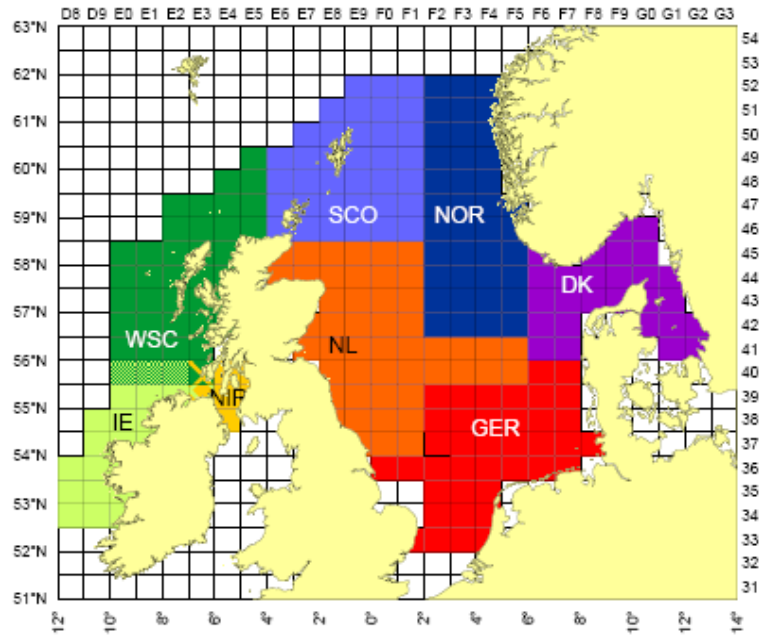 D8 D9 E0 E1 E2 E3 E4 E5 E6 E7 E8 E9 F0 F1 F2 F3 F4 F5 F6 F7 F8 F9 G0 G1 G2 G3
63°N 54
53
62°N 52
51
61°N 50
60°N 49
48
59°N 47
SCO NOR
46
58°N 45
DK
44
57°N 43
WSC NL
42
56°N 41
40
NIR
55°N 39
IE GER
38
54°N 37
36
53°N 35
34
52°N 33
32
51°N 31
12° 10° 8° 6° 4° 2° 0° 2° 4° 6° 8° 10° 12° 14°